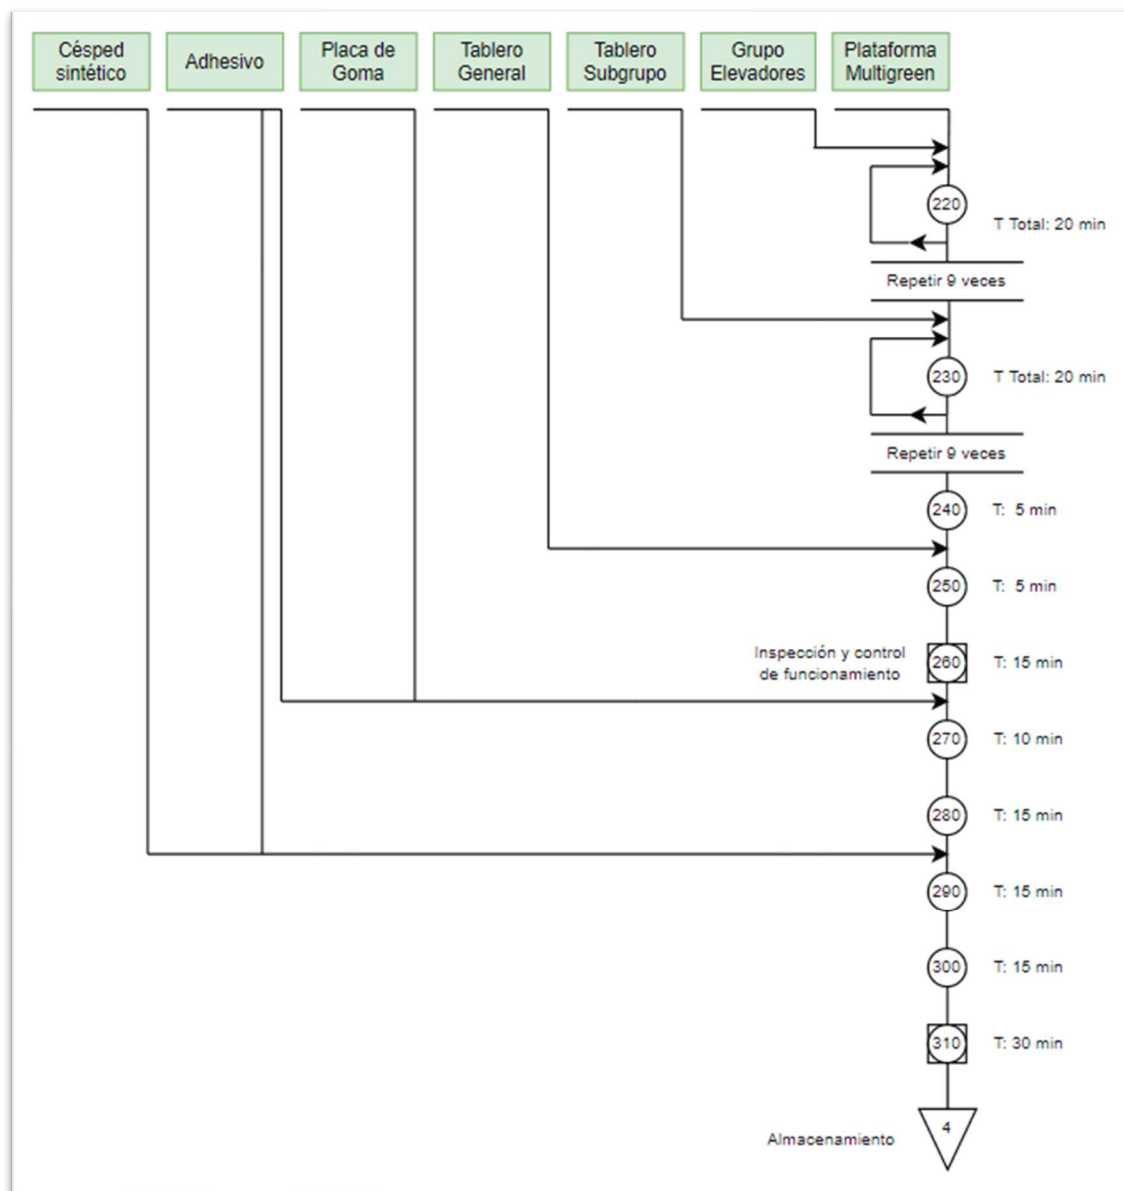 Césped
sintético
Adhesivo
Placa de
Goma
Tablero
General
Tablero
Subgrupo
Grupo
Elevadores
Plataforma
Multigreen
220
T Total: 20 min
Repetir 9 veces
230
T Total: 20 min
Repetir 9 veces
240
T: 5 min
250
T: 5 min
Inspección y control
de funcionamiento
260
T: 15 min
270
T: 10 min
280
T: 15 min
290
T: 15 min
300
T: 15 min
310
T: 30 min
Almacenamiento
4